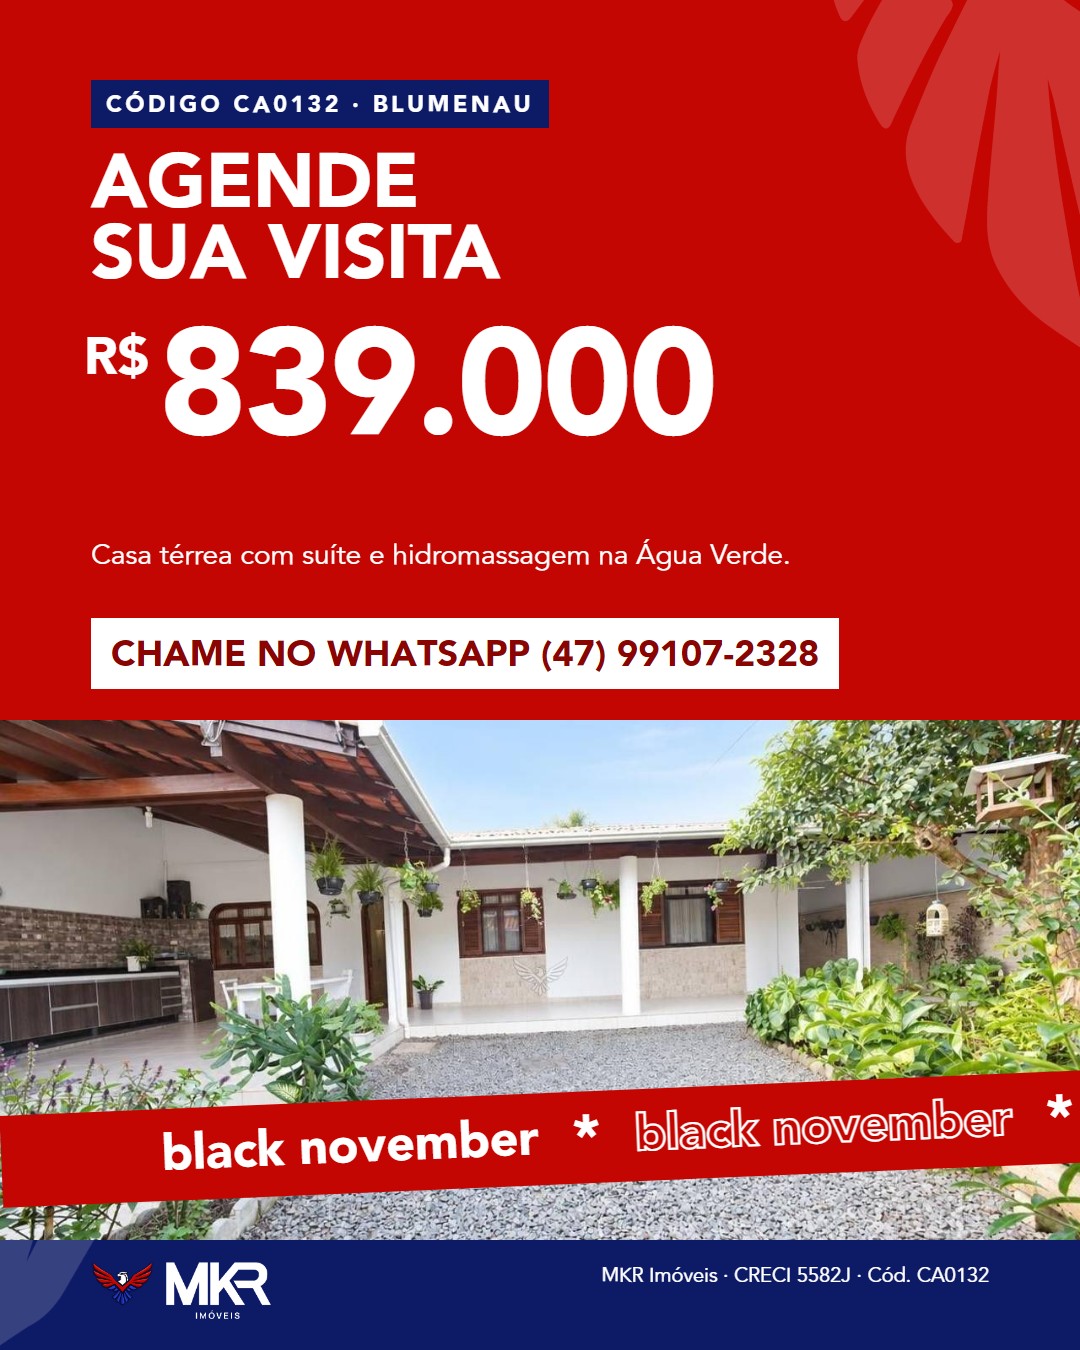 CÓDIGO CA0132 · BLUMENAU
AGENDE
SUA VISITA
R$ 839.000
Casa térrea com suíte e hidromassagem na Água Verde.
CHAME NO WHATSAPP (47) 99107-2328
black november * black november *
MKR
IMÓVEIS
MKR Imóveis · CRECI 5582J · Cód. CA0132